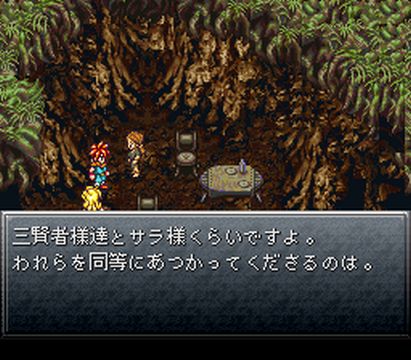 三賢者様達とサラ様くらいですよ。
われらを同等にあつかってくださるのは。